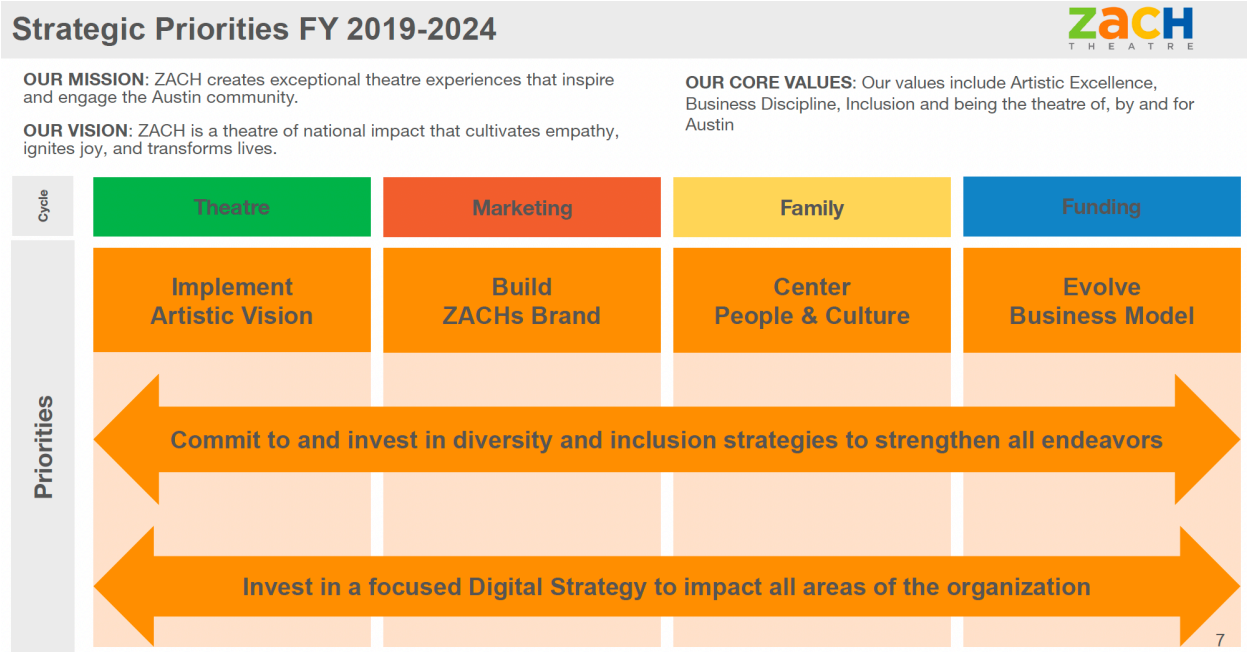 Strategic Priorities FY 2019-2024
ZACH
THEATRE
OUR MISSION: ZACH creates exceptional theatre experiences that inspire
and engage the Austin community.
OUR VISION: ZACH is a theatre of national impact that cultivates empathy,
ignites joy, and transforms lives.
OUR CORE VALUES: Our values include Artistic Excellence,
Business Discipline, Inclusion and being the theatre of, by and for
Austin
Cycle
Theatre
Marketing
Family
Funding
Priorities
Implement
Artistic Vision
Build
ZACHs Brand
Center
People & Culture
Evolve
Business Model
Commit to and invest in diversity and inclusion strategies to strengthen all endeavors
Invest in a focused Digital Strategy to impact all areas of the organization
7